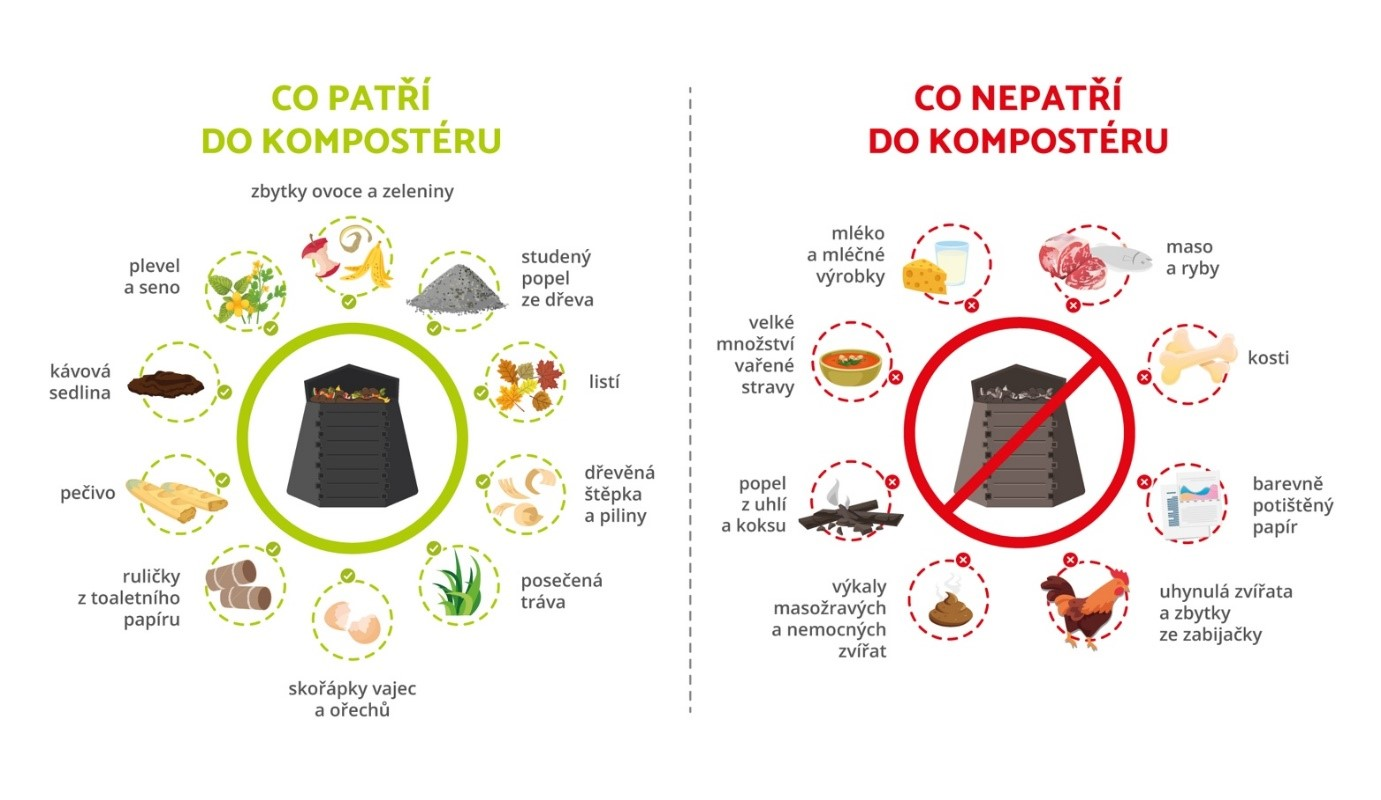 CO PATŘÍ
DO KOMPOSTÉRU
zbytky ovoce a zeleniny
plevel
a seno
studený
popel
ze dřeva
kávová
sedlina
listí
pečivo
dřevěná
štěpka
a piliny
ruličky
z toaletního
papíru
posečená
tráva
skořápky vajec
a ořechů
CO NEPATŘÍ
DO KOMPOSTÉRU
mléko
a mléčné
výrobky
maso
a ryby
velké
množství
vařené
stravy
kosti
popel
z uhlí
a koksu
barevně
potištěný
papír
výkaly
masožravých
a nemocných
zvířat
uhynulá zvířata
a zbytky
ze zabijačky